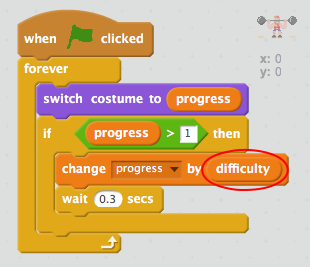 when clicked
x: 0
y: 0
forever
switch costume to progress
if progress > 1 then
change progress by difficulty
wait 0.3 secs